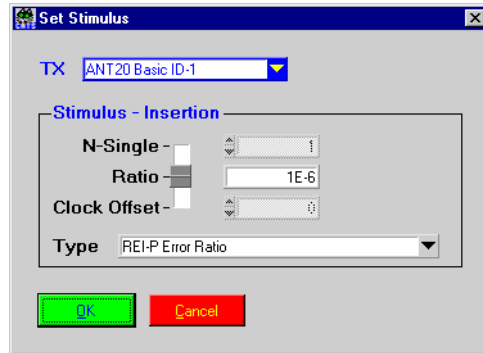 Set Stimulus
TX ANT20 Basic ID-1
Stimulus - Insertion
N-Single 1
Ratio 1E-6
Clock Offset 0
Type REI-P Error Ratio
OK Cancel